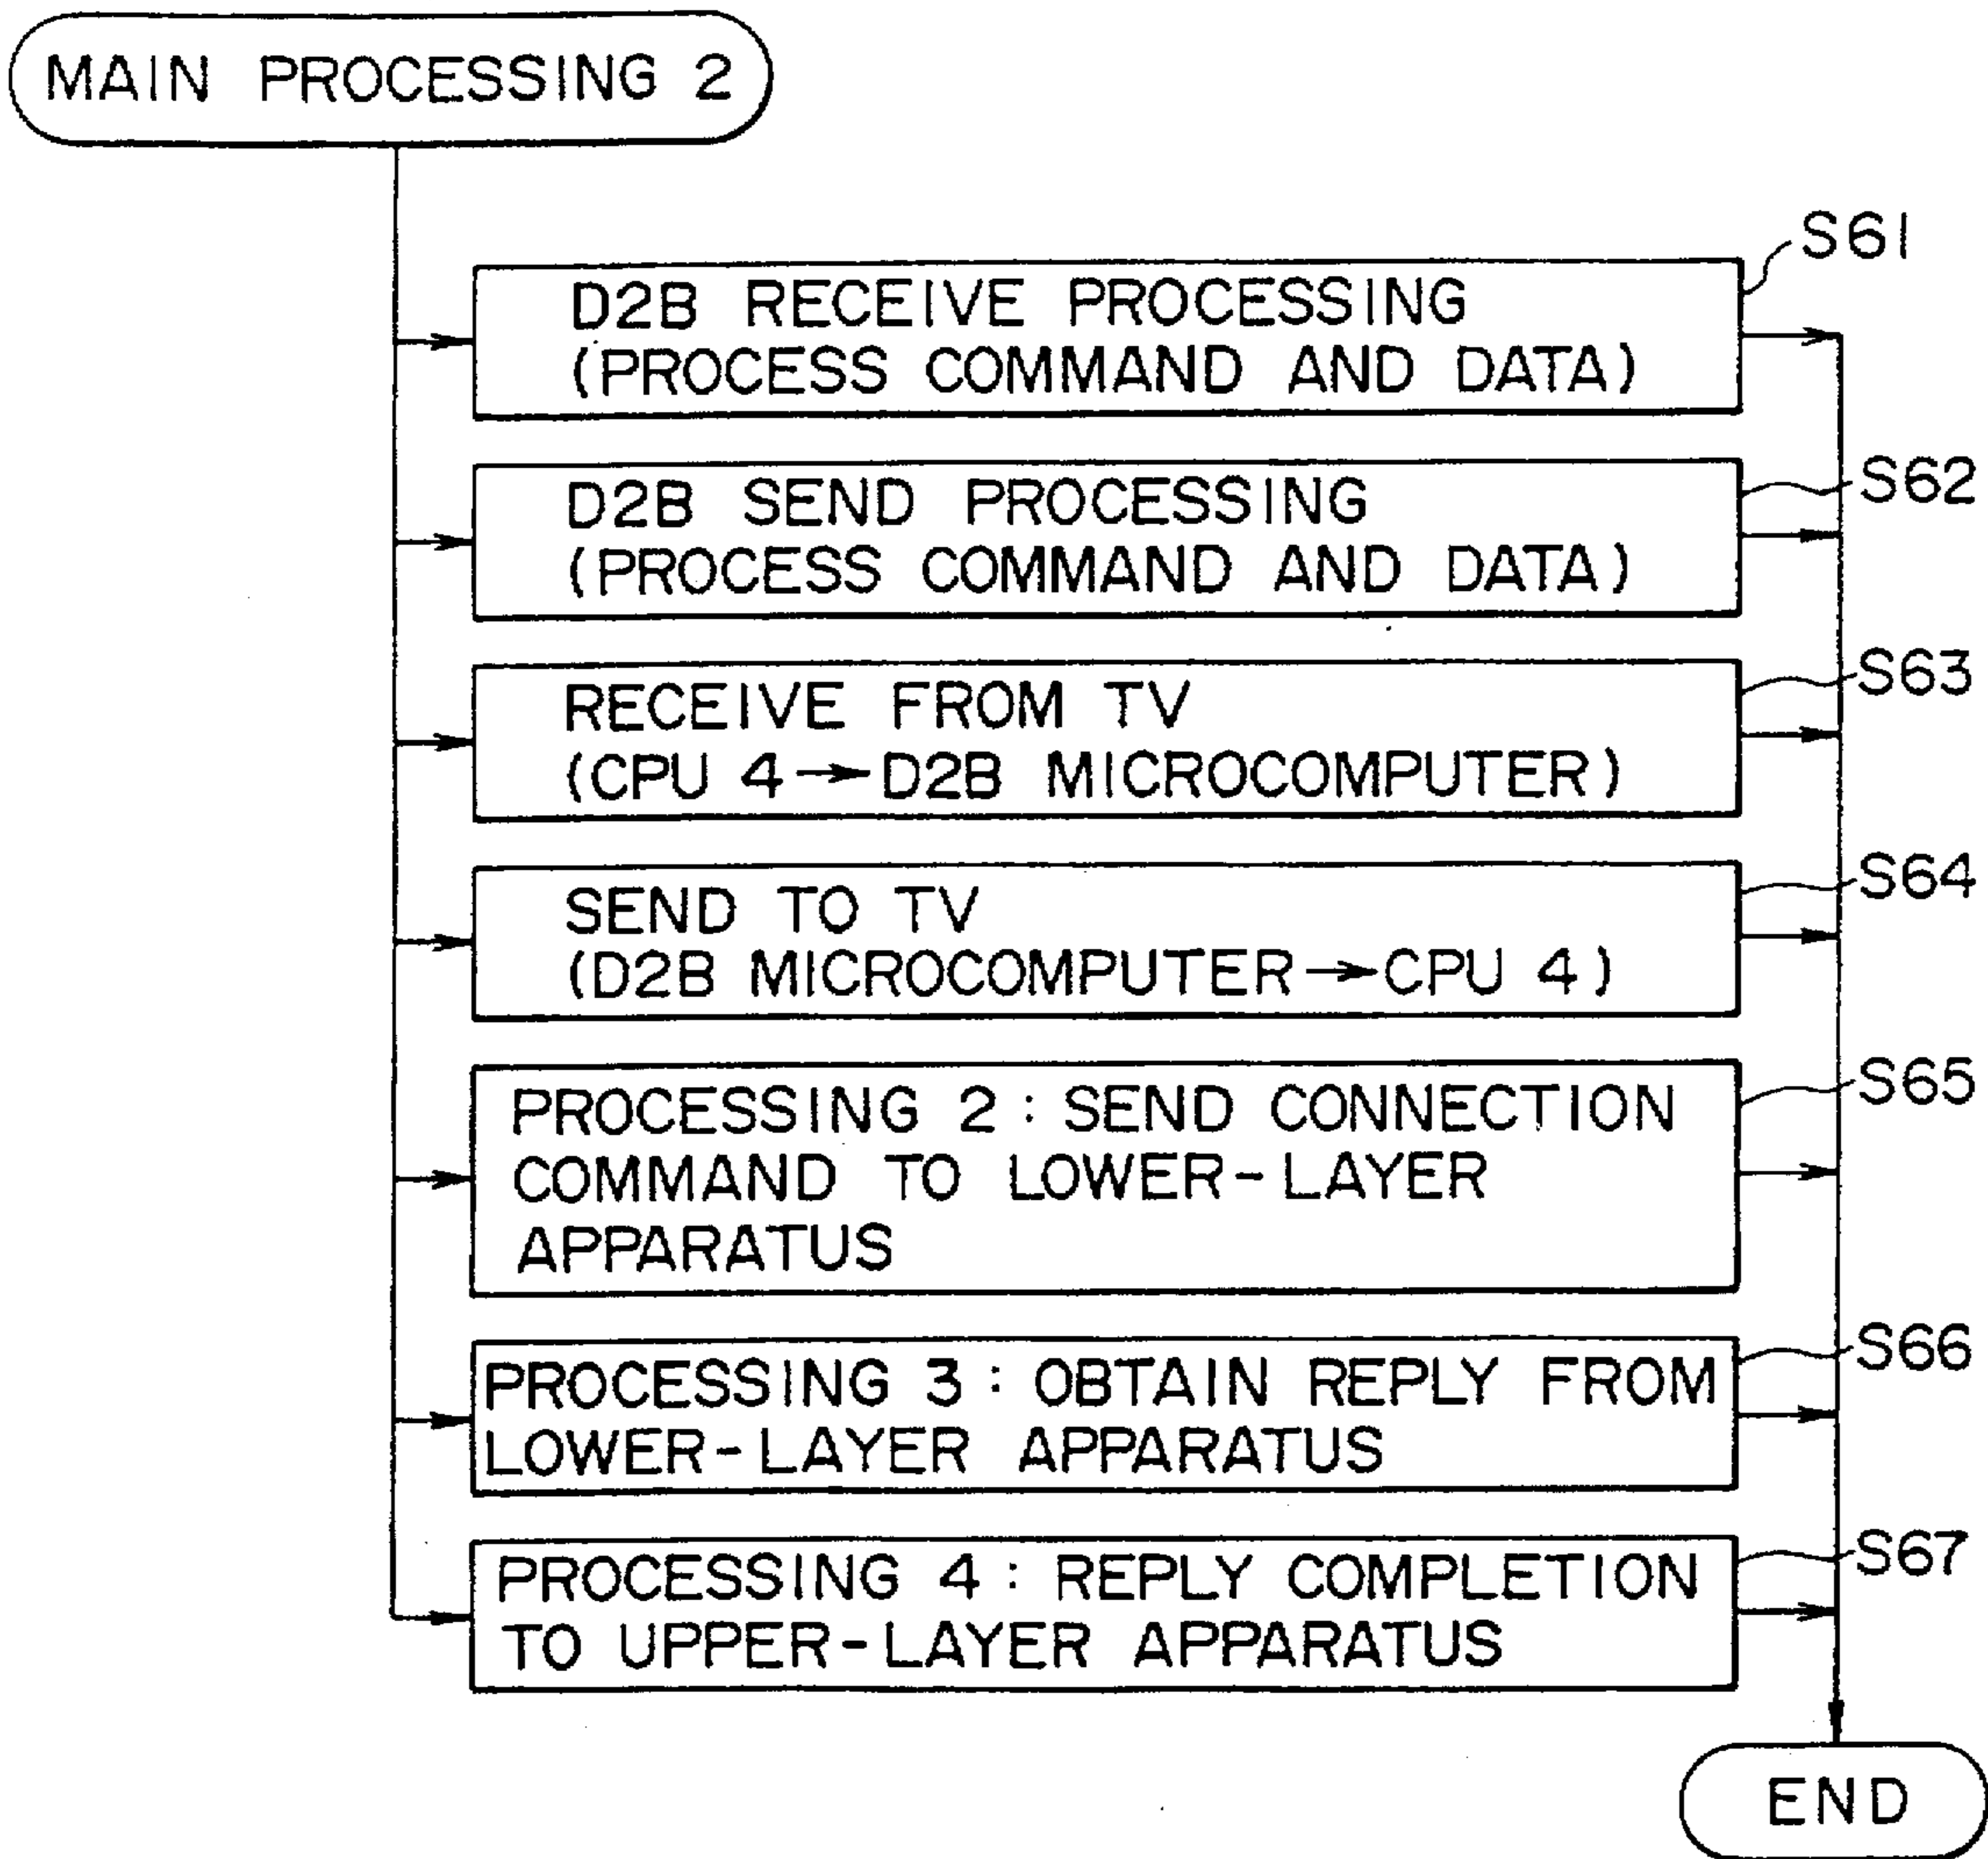 MAIN PROCESSING 2
S61
D2B RECEIVE PROCESSING
(PROCESS COMMAND AND DATA)
S62
D2B SEND PROCESSING
(PROCESS COMMAND AND DATA)
S63
RECEIVE FROM TV
(CPU 4→D2B MICROCOMPUTER)
S64
SEND TO TV
(D2B MICROCOMPUTER→CPU 4)
S65
PROCESSING 2 : SEND CONNECTION
COMMAND TO LOWER-LAYER
APPARATUS
S66
PROCESSING 3 : OBTAIN REPLY FROM
LOWER-LAYER APPARATUS
S67
PROCESSING 4 : REPLY COMPLETION
TO UPPER-LAYER APPARATUS
END